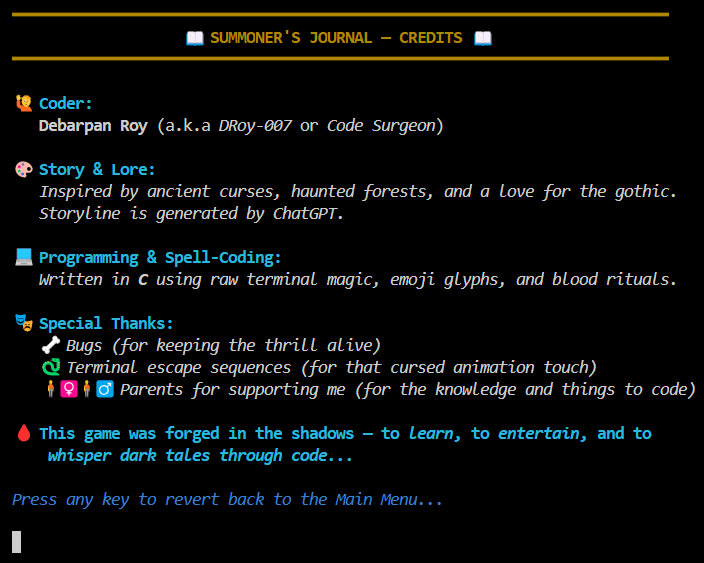 📖 SUMMONER'S JOURNAL — CREDITS 📖
🙋 Coder:
Debarpan Roy (a.k.a DRoy-007 or Code Surgeon)
🎨 Story & Lore:
Inspired by ancient curses, haunted forests, and a love for the gothic.
Storyline is generated by ChatGPT.
💻 Programming & Spell-Coding:
Written in C using raw terminal magic, emoji glyphs, and blood rituals.
🎭 Special Thanks:
🦴 Bugs (for keeping the thrill alive)
🐉 Terminal escape sequences (for that cursed animation touch)
🧍♀️🧍♂️ Parents for supporting me (for the knowledge and things to code)
🩸 This game was forged in the shadows — to learn, to entertain, and to
whisper dark tales through code...
Press any key to revert back to the Main Menu...